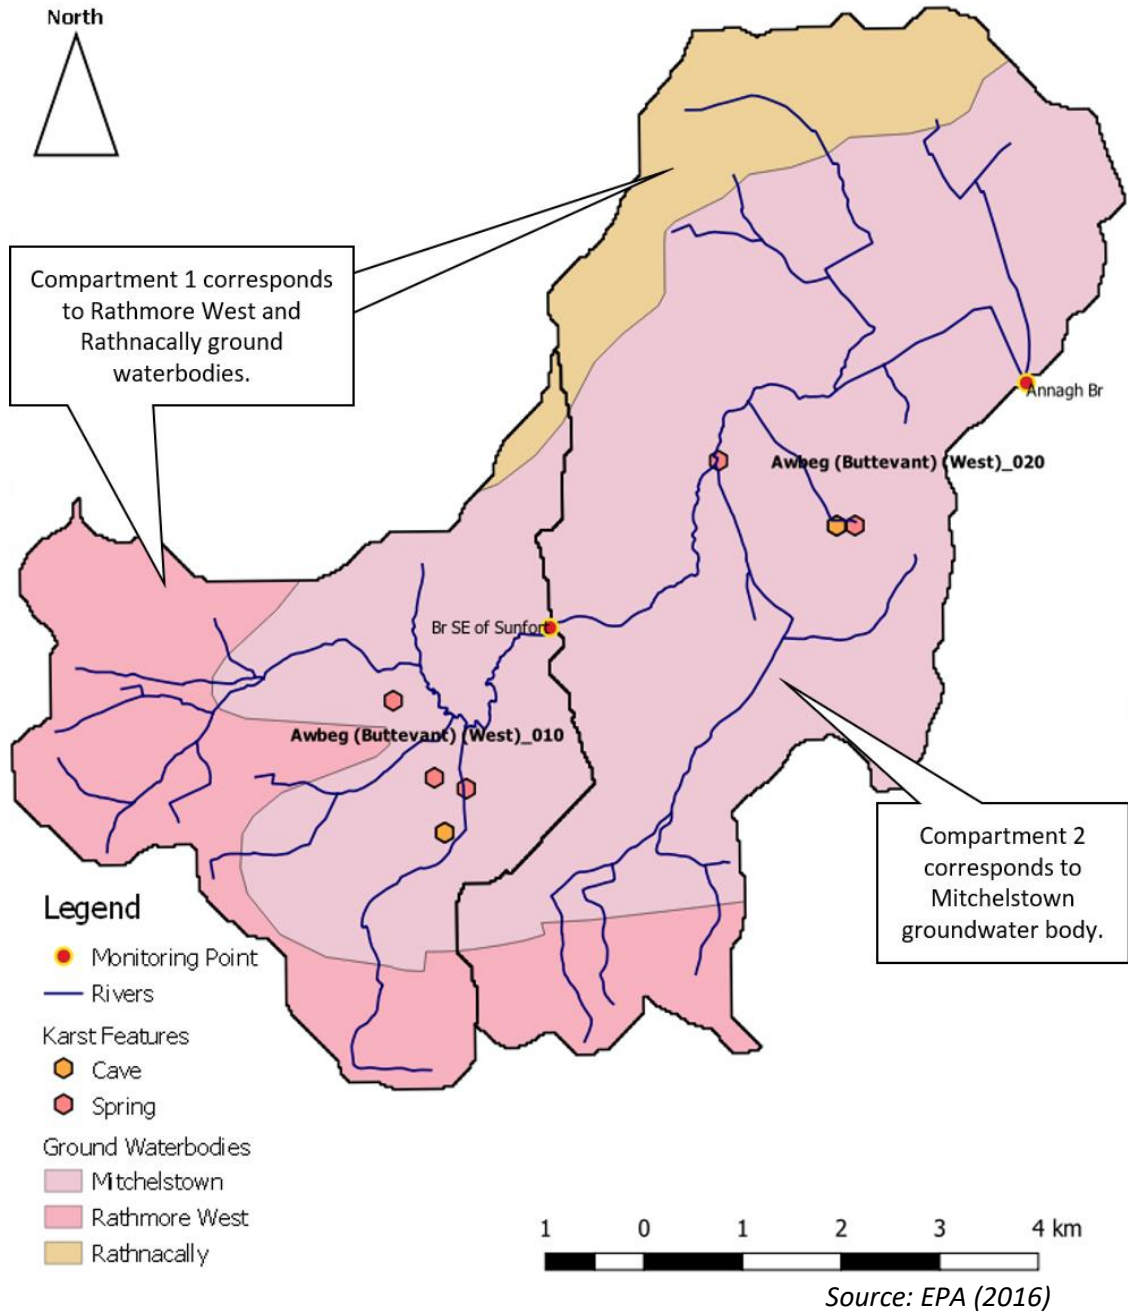 North
Compartment 1 corresponds
to Rathmore West and
Rathnacally ground
waterbodies.
Annagh Br
Awbeg (Buttevant) (West)_020
Br SE of Sunfort
Awbeg (Buttevant) (West)_010
Compartment 2
corresponds to
Mitchelstown
groundwater body.
Legend
Monitoring Point
Rivers
Karst Features
Cave
Spring
Ground Waterbodies
Mitchelstown
Rathmore West
Rathnacally
1 0 1 2 3 4 km
Source: EPA (2016)